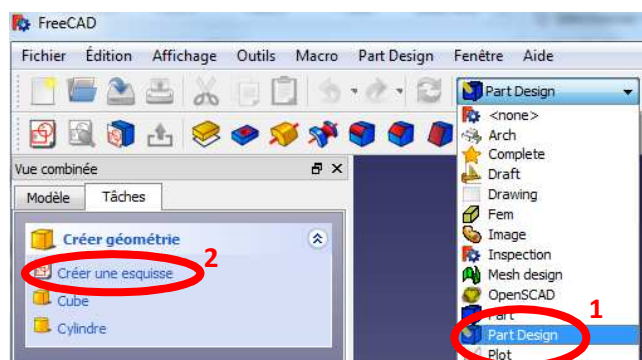 FreeCAD
Fichier Édition Affichage Outils Macro Part Design Fenêtre Aide
Part Design
<none>
Arch
Complete
Draft
Drawing
Fem
Image
Inspection
Mesh design
OpenSCAD
Part
Part Design
Plot
1
Vue combinée
Modèle Tâches
Créer géométrie
Créer une esquisse
2
Cube
Cylindre